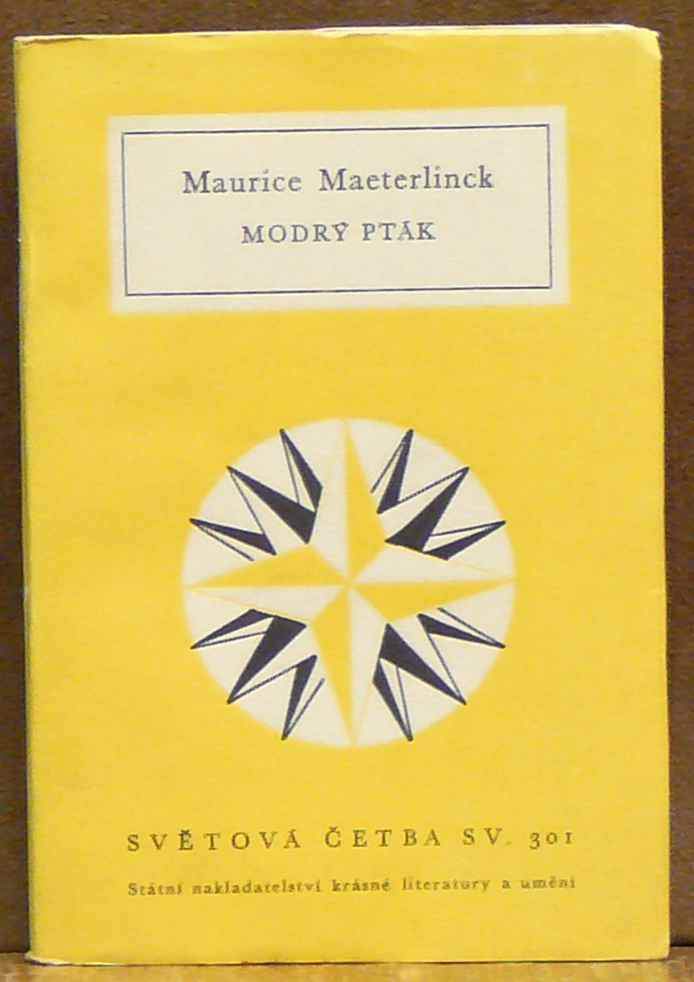 Maurice Maeterlinck
MODRÝ PTÁK
SVĚTOVÁ ČETBA SV. 301
Státní nakladatelství krásné literatury a umění